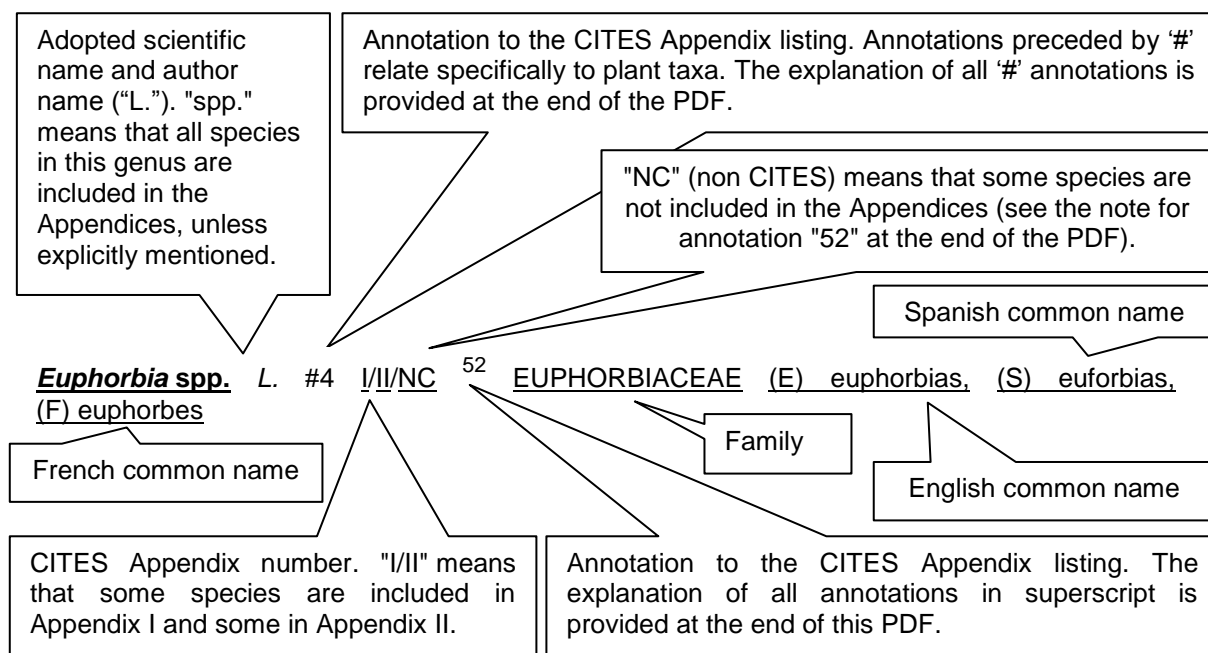 Adopted scientific
name and author
name (“L.”). "spp."
means that all species
in this genus are
included in the
Appendices, unless
explicitly mentioned.
Annotation to the CITES Appendix listing. Annotations preceded by ‘#’
relate specifically to plant taxa. The explanation of all ‘#’ annotations is
provided at the end of the PDF.
"NC" (non CITES) means that some species are
not included in the Appendices (see the note for
annotation "52" at the end of the PDF).
Spanish common name
Euphorbia spp. L. #4 I/II/NC 52 EUPHORBIACEAE (E) euphorbias, (S) euforbias,
(F) euphorbes
French common name
Family
English common name
CITES Appendix number. "I/II" means
that some species are included in
Appendix I and some in Appendix II.
Annotation to the CITES Appendix listing. The
explanation of all annotations in superscript is
provided at the end of this PDF.